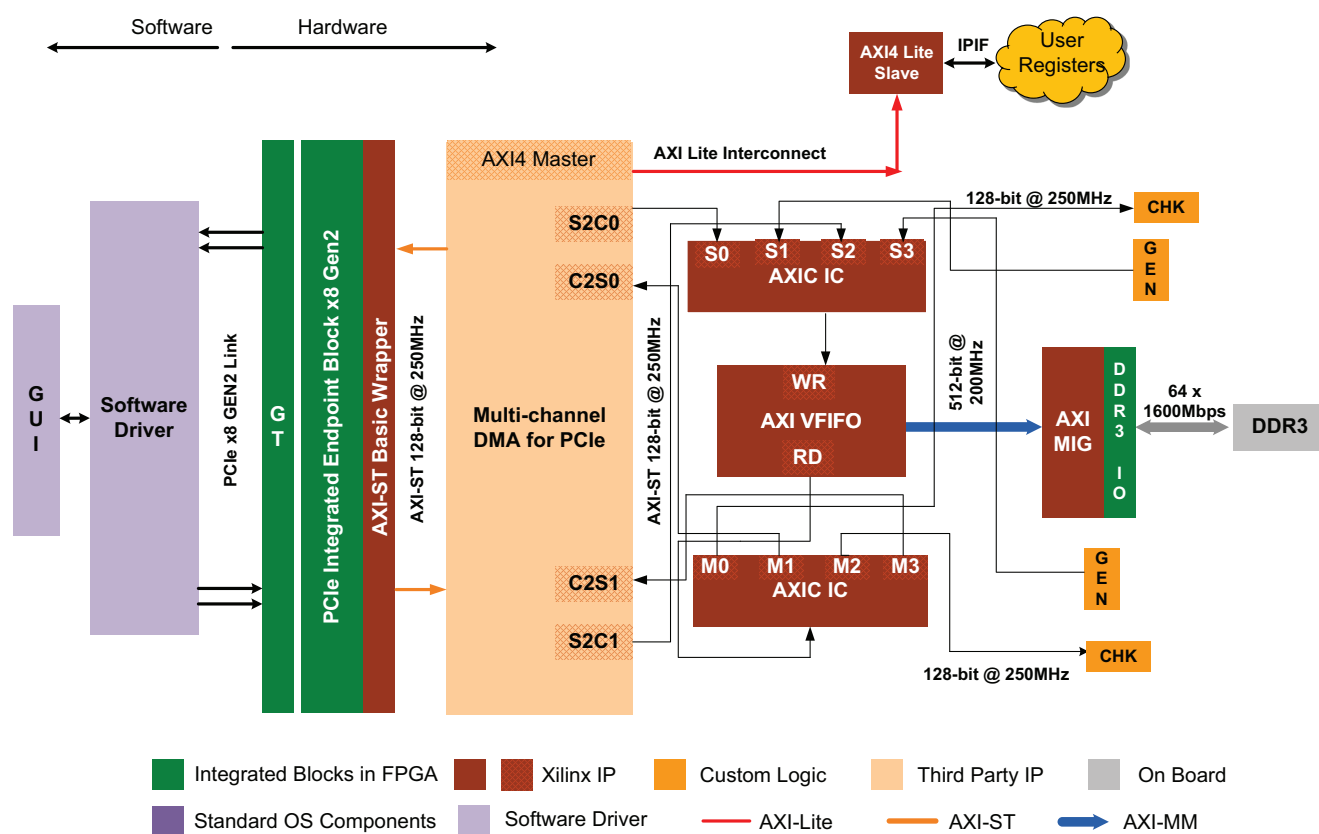 Software
Hardware
AXI4 Lite
Slave
IPIF
User
Registers
AXI4 Master
AXI Lite Interconnect
128-bit @ 250MHz
CHK
S2C0
S0
S1
S2
S3
AXIC IC
GEN
C2S0
GUI
Software
Driver
PCIe x8 GEN2 Link
GT
PCIe Integrated Endpoint Block x8 Gen2
AXI-ST Basic Wrapper
AXI-ST 128-bit @ 250MHz
Multi-channel
DMA for PCIe
AXI-ST 128-bit @ 250MHz
WR
AXI VFIFO
RD
512-bit @
200MHz
AXI
MIG
DDR3 IO
64 x
1600Mbps
DDR3
C2S1
M0
M1
M2
M3
AXIC IC
GEN
S2C1
CHK
128-bit @ 250MHz
Integrated Blocks in FPGA
Xilinx IP
Custom Logic
Third Party IP
On Board
Standard OS Components
Software Driver
AXI-Lite
AXI-ST
AXI-MM